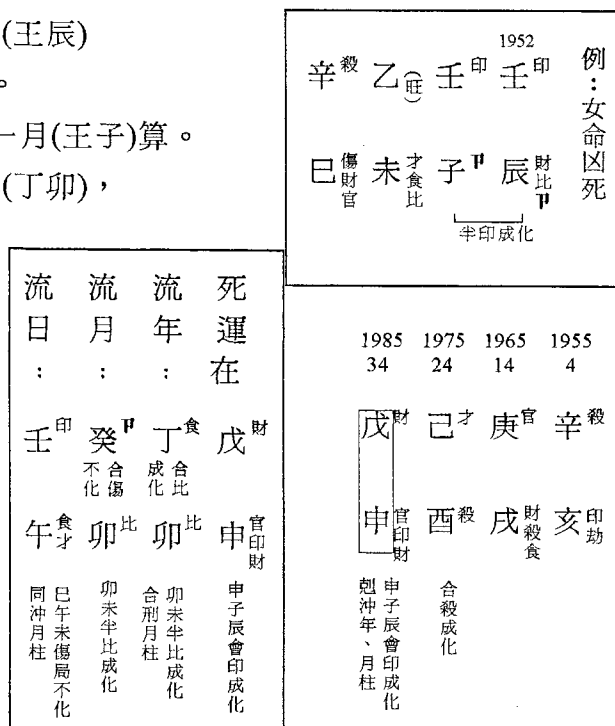 (王辰)
。
一月(王子)算。
(丁卯)，
例：女命凶死
1952
壬印 壬印 乙(旺) 辛殺
辰財比 子 未才食比 巳傷財官
半印成化
1955 1965 1975 1985
4 14 24 34
辛殺 庚官 己才 戊財
亥印劫 戌財殺食 酉殺 申官印財
合殺成化
申子辰會印成化
剋沖年、月柱
死運在 戊財 申官印財
申子辰會印成化
流年： 丁食 合比成化 卯比
卯未半比成化
合刑月柱
流月： 癸 合傷不化 卯比
卯未半比成化
流日： 壬印 午食才
巳午未傷局不化
同沖月柱